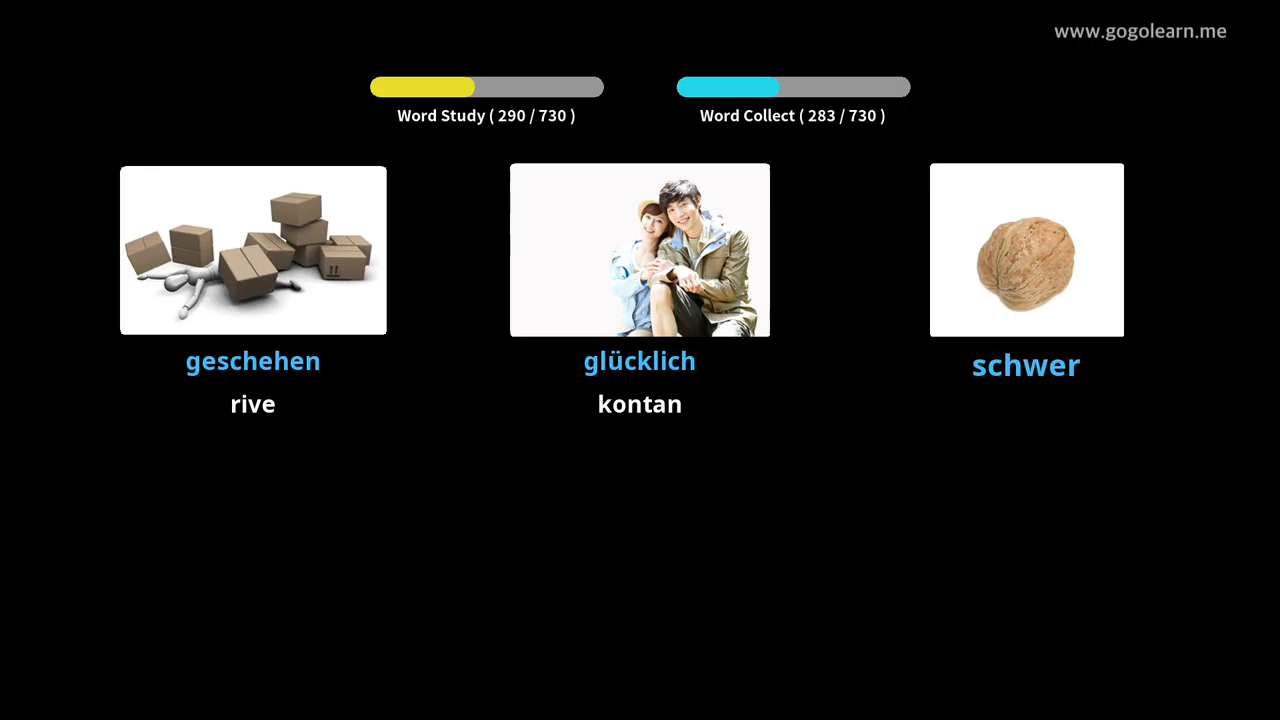 www.gogolearn.me
Word Study ( 290 / 730 )
Word Collect ( 283 / 730 )
geschehen
glücklich
schwer
rive
kontan